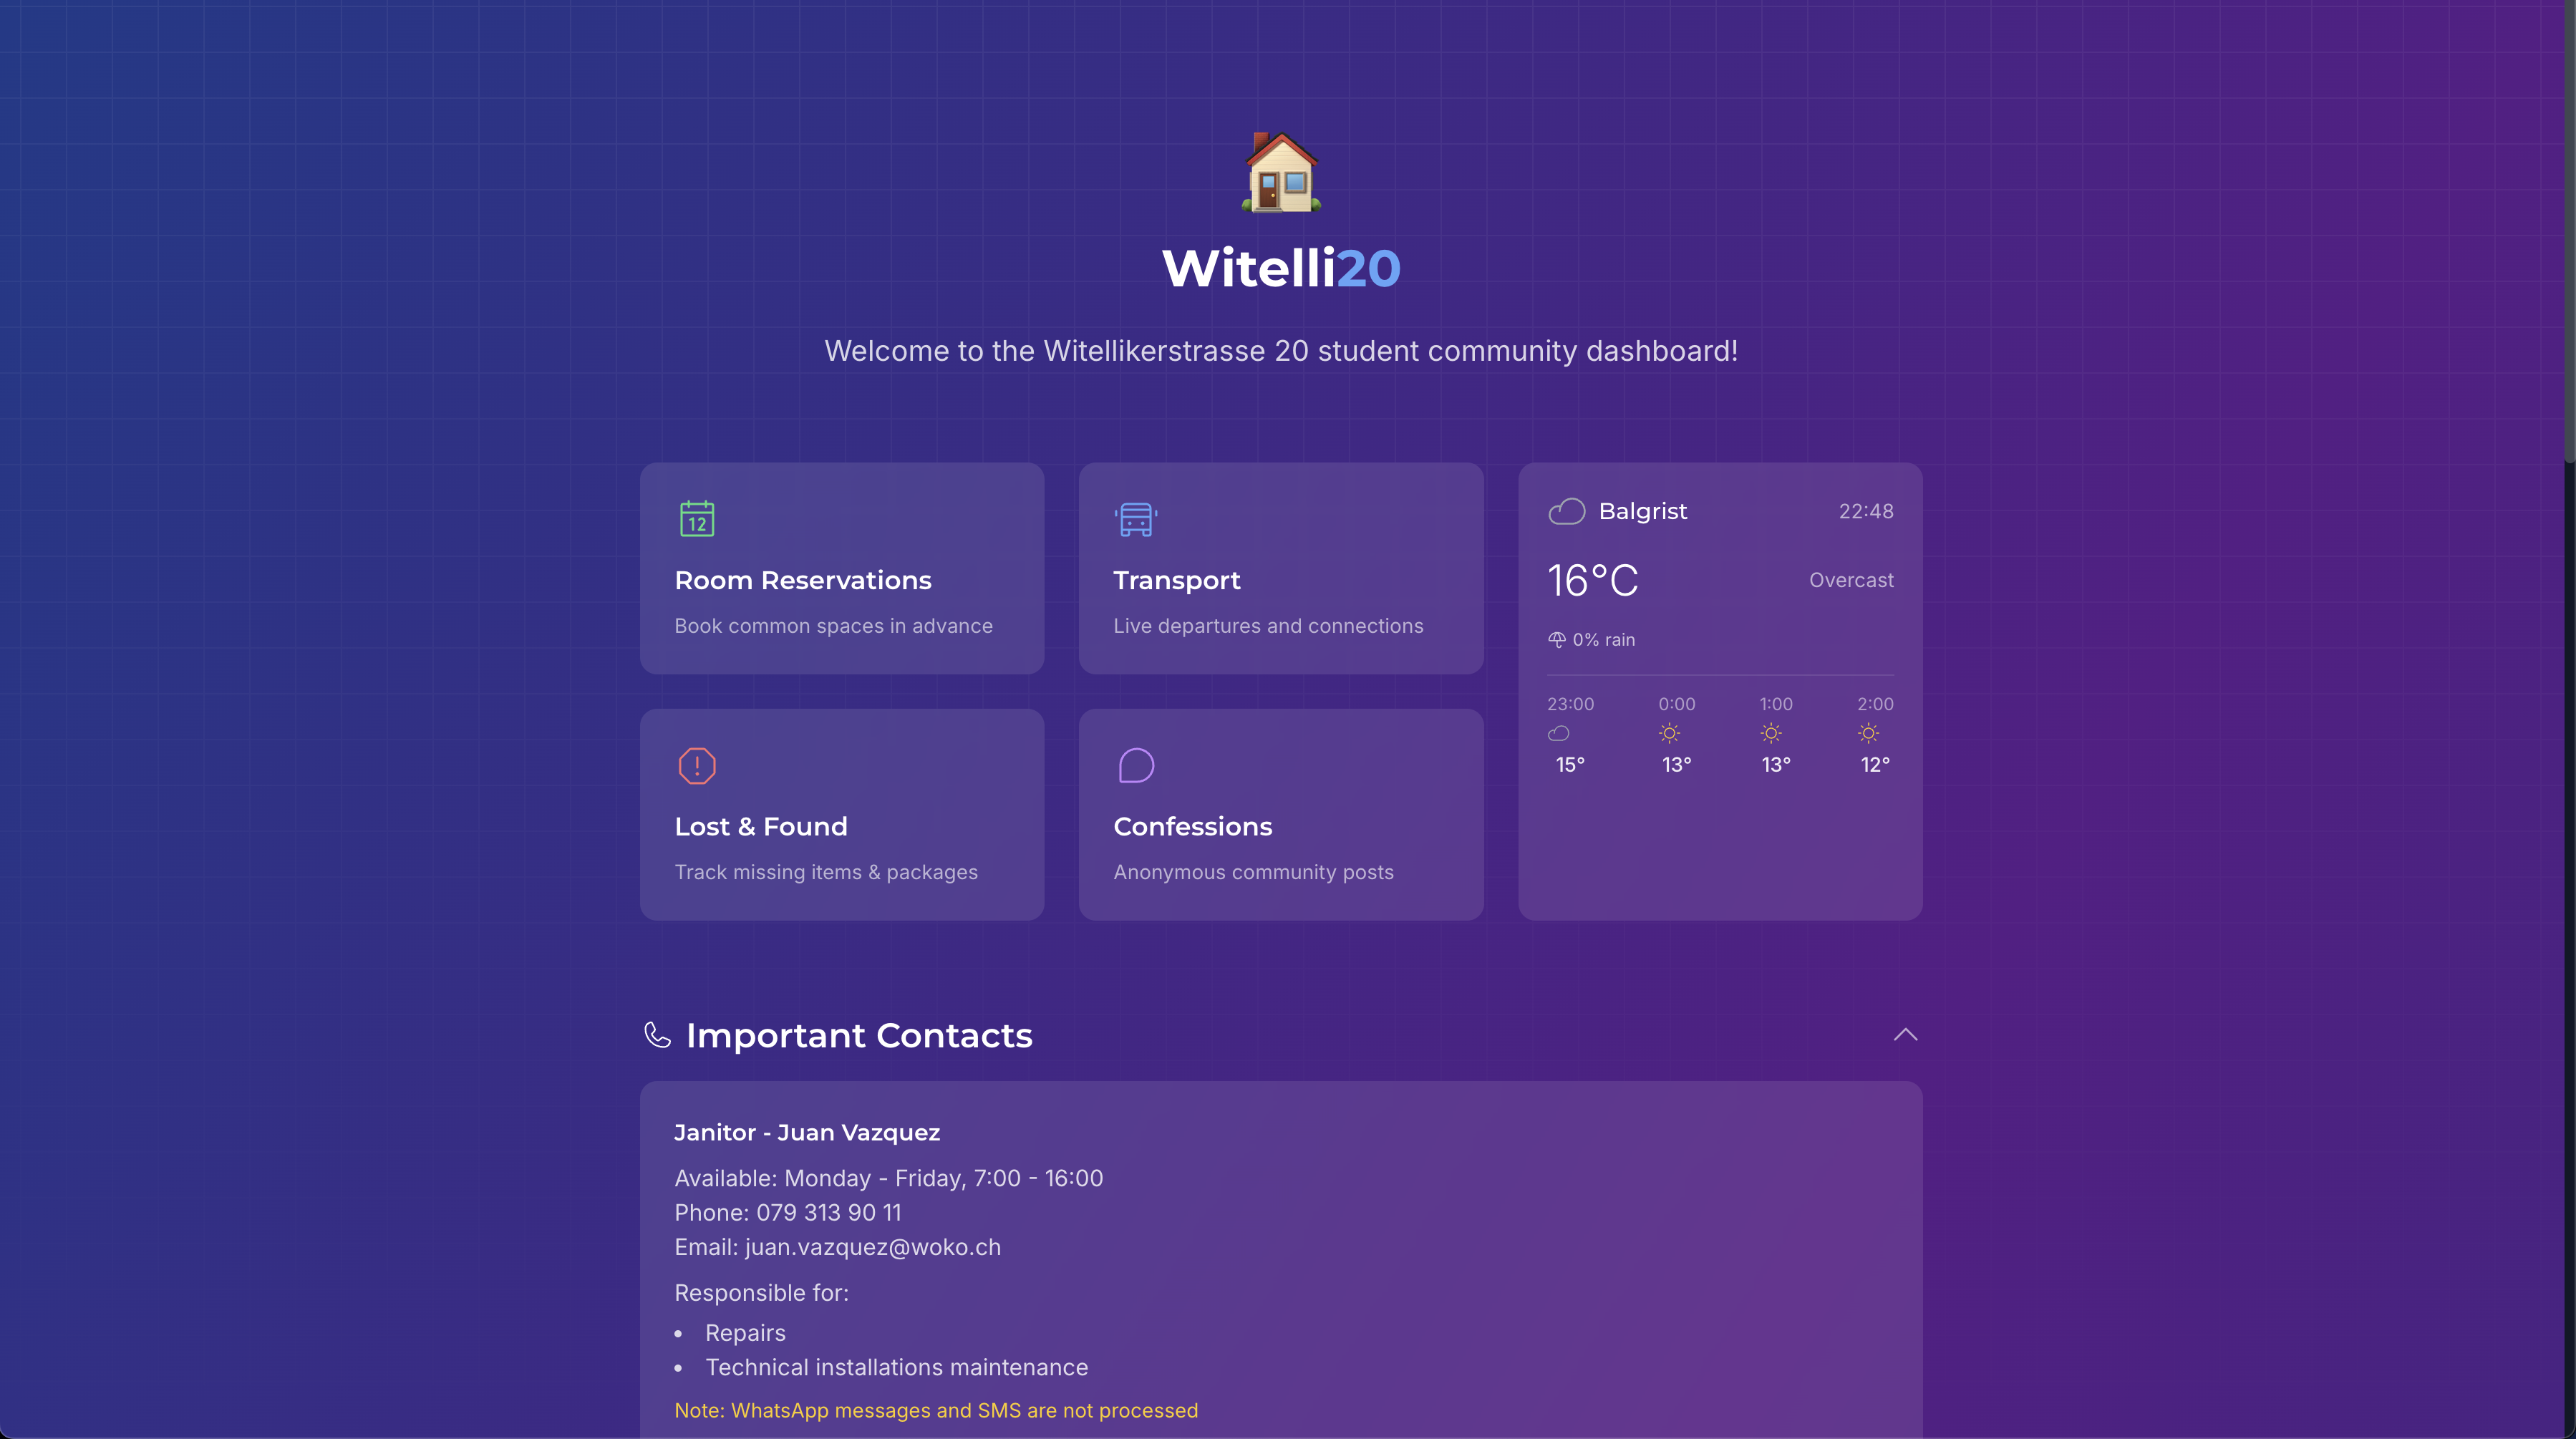 Witelli20
Welcome to the Witellikerstrasse 20 student community dashboard!
12
Room Reservations
Book common spaces in advance
Transport
Live departures and connections
Balgrist 22:48
16°C Overcast
0% rain
23:00 0:00 1:00 2:00
15° 13° 13° 12°
Lost & Found
Track missing items & packages
Confessions
Anonymous community posts
Important Contacts
Janitor - Juan Vazquez
Available: Monday - Friday, 7:00 - 16:00
Phone: 079 313 90 11
Email: juan.vazquez@woko.ch
Responsible for:
• Repairs
• Technical installations maintenance
Note: WhatsApp messages and SMS are not processed